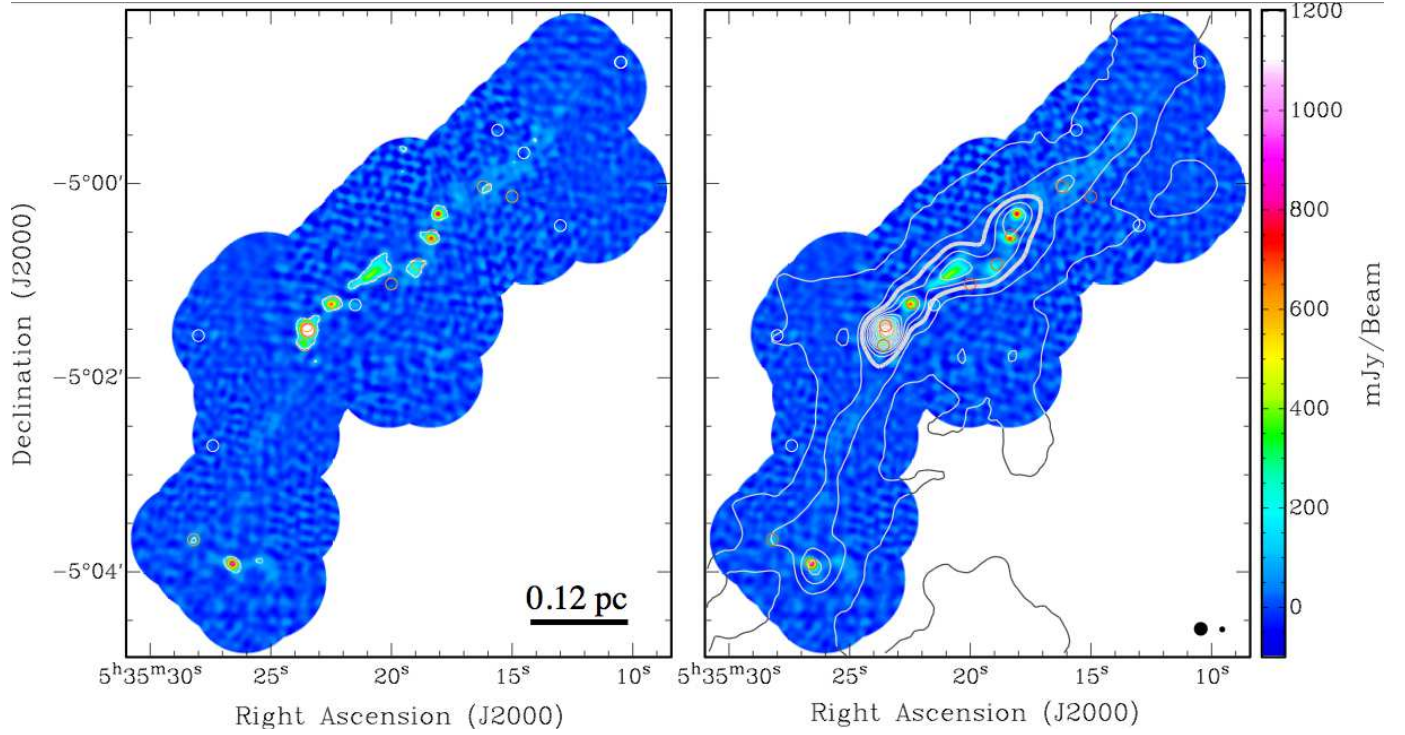 −5°00′
−5°02′
−5°04′
Declination (J2000)
0.12 pc
5ʰ35ᵐ30ˢ 25ˢ 20ˢ 15ˢ 10ˢ
Right Ascension (J2000)
5ʰ35ᵐ30ˢ 25ˢ 20ˢ 15ˢ 10ˢ
Right Ascension (J2000)
1200
1000
800
600
400
200
0
mJy/Beam